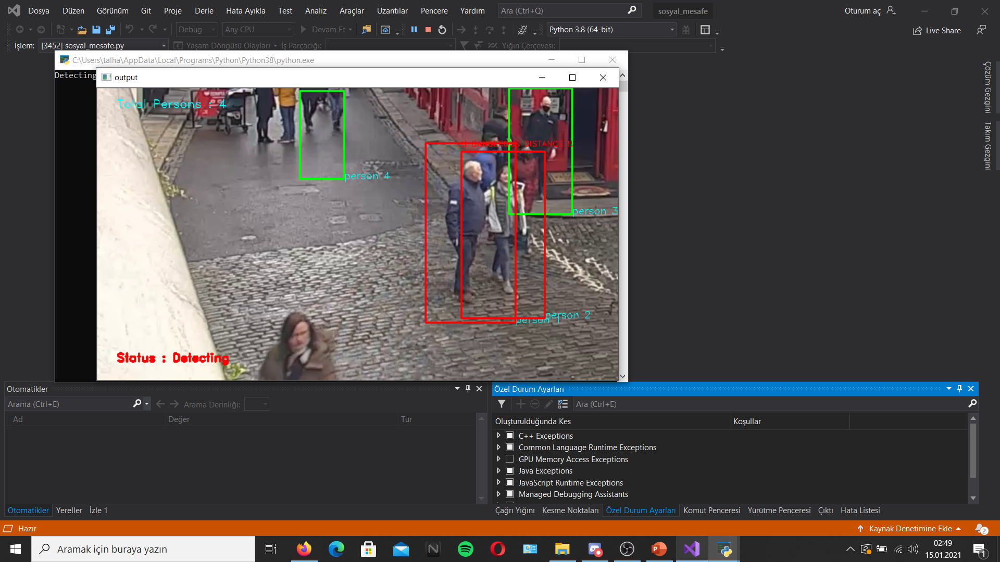 Dosya Düzen Görünüm Git Proje Derle Hata Ayıkla Test Analiz Araçlar Uzantılar Pencere Yardım Ara (Ctrl+Q) sosyal_mesafe Oturum aç
Debug Any CPU Devam Et Python 3.8 (64-bit) Live Share
İşlem: [3452] sosyal_mesafe.py Yaşam Döngüsü Olayları İş Parçacığı: Yığın Çerçevesi:
C:\Users\talha\AppData\Local\Programs\Python\Python38\python.exe
Detecting
output
Total Persons : 4
!! DANGEROUS DISTANCE !!
person 4
person 3
person 2
person 1
Status : Detecting
Çözüm Gezgini
Takım Gezgini
Otomatikler
Arama (Ctrl+E) Arama Derinliği:
Ad Değer Tür
Otomatikler Yereller İzle 1
Özel Durum Ayarları
Ara (Ctrl+E)
Oluşturulduğunda Kes Koşullar
C++ Exceptions
Common Language Runtime Exceptions
GPU Memory Access Exceptions
Java Exceptions
JavaScript Runtime Exceptions
Managed Debugging Assistants
Çağrı Yığını Kesme Noktaları Özel Durum Ayarları Komut Penceresi Yürütme Penceresi Çıktı Hata Listesi
Hazır Kaynak Denetimine Ekle 2
Aramak için buraya yazın
02:49
15.01.2021
1